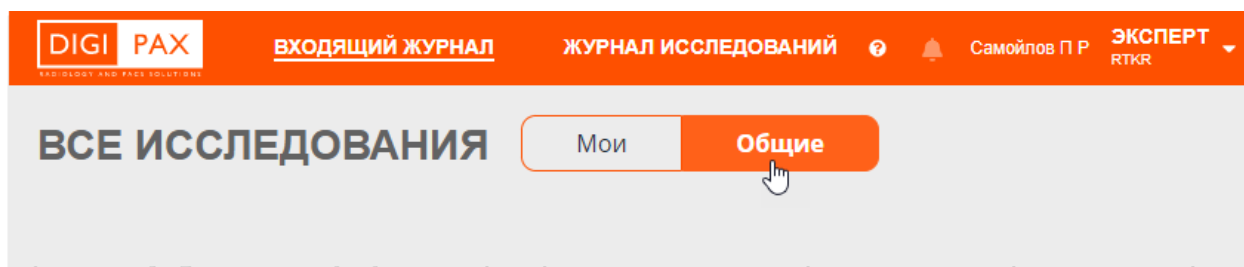 DIGI PAX
RADIOLOGY AND PACS SOLUTIONS
ВХОДЯЩИЙ ЖУРНАЛ
ЖУРНАЛ ИССЛЕДОВАНИЙ
?
Самойлов П Р
ЭКСПЕРТ
RTKR
ВСЕ ИССЛЕДОВАНИЯ
Мои
Общие